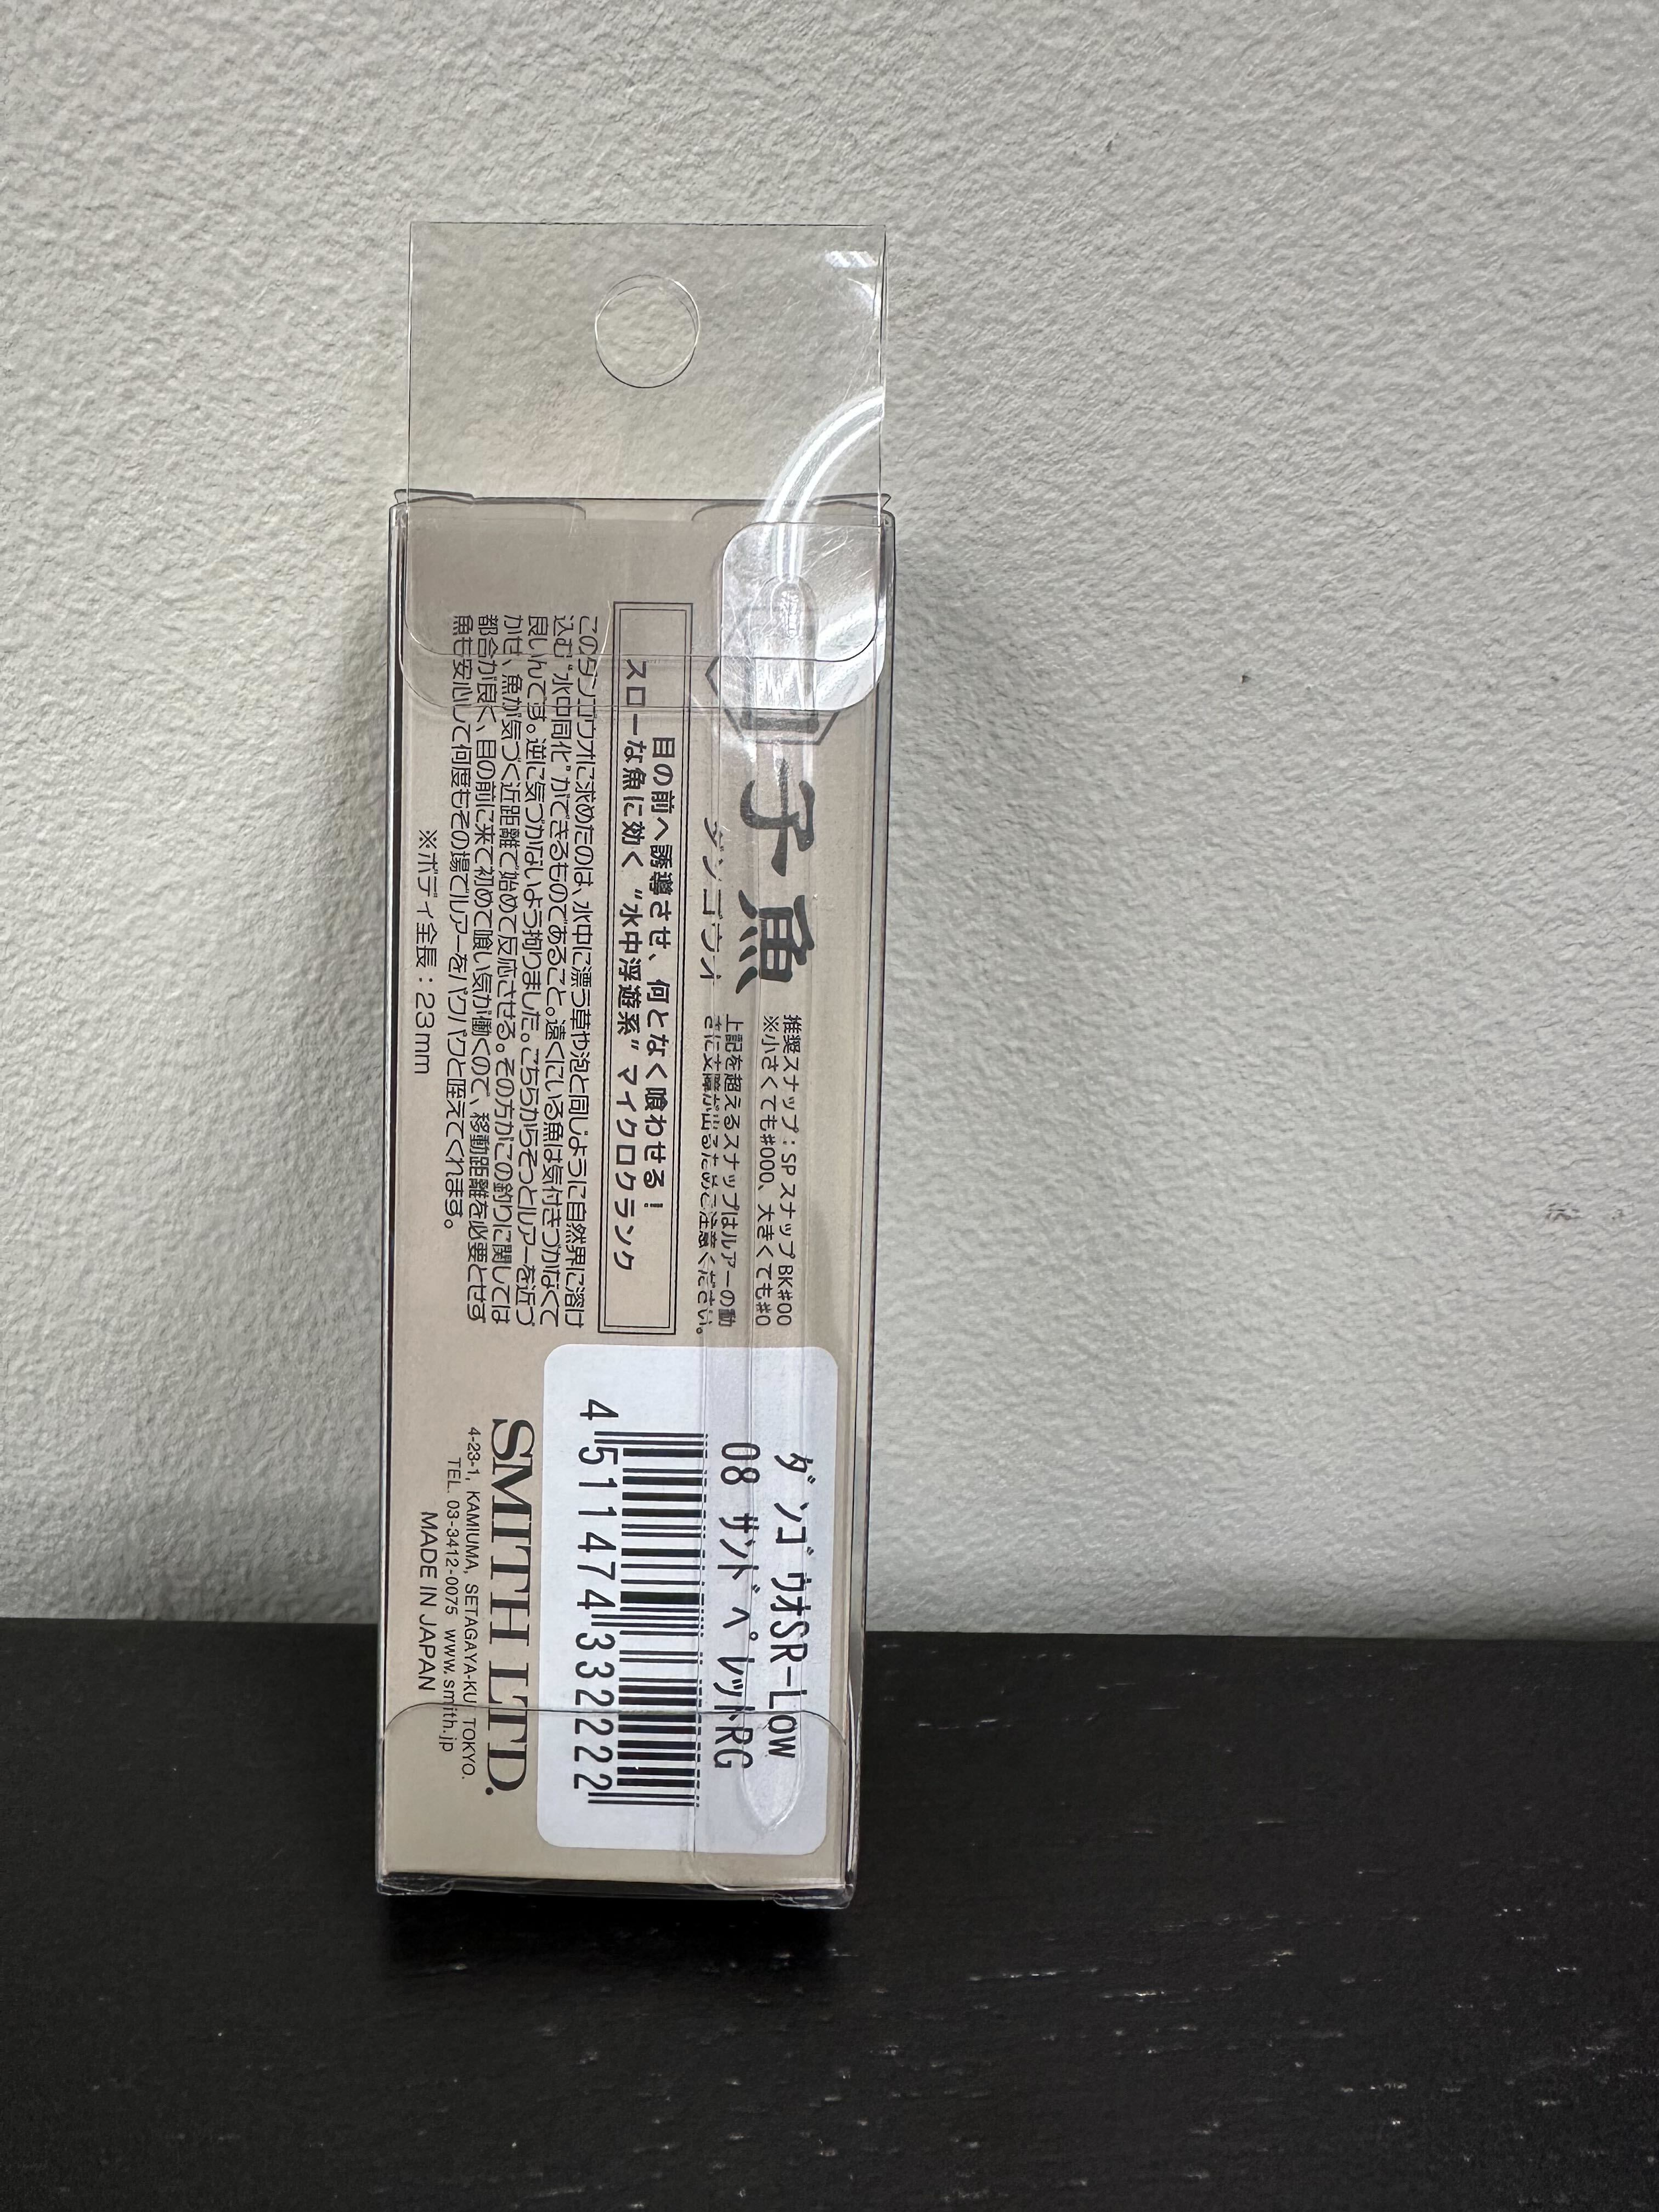 子魚
ダンゴウオ
推奨スナップ：SP スナップ BK#00
※小さくても#000、大きくても#0
上記を超えるスナップはルアーの動
きに支障が出るためご注意ください。
目の前へ誘導させ、何となく喰わせる！
スローな魚に効く“水中浮遊系”マイクロクランク
このダンゴウオに求めたのは、水中に漂う草や泡と同じように自然界に溶け
込む“水中同化”ができるものであること。遠くにいる魚は気付きづかなくて
良いんです。逆に気づかないよう拘りました。こちらからそっとルアーを近づ
かせ、魚が気づく近距離で始めて反応させる。その方がこの釣りに関しては
都合が良く、目の前に来て初めて喰い気が働くので、移動距離を必要とせず
魚も安心して何度もその場でルアーをパクパクと咥えてくれます。
※ボディ全長：23mm
ﾀﾞﾝｺﾞｳｵSR-LOW
08 ｻﾝﾄﾞﾍﾟﾚｯﾄRG
4 511474 332222
SMITH LTD.
4-23-1, KAMIUMA, SETAGAYA-KU, TOKYO.
TEL. 03-3412-0075 www.smith.jp
MADE IN JAPAN